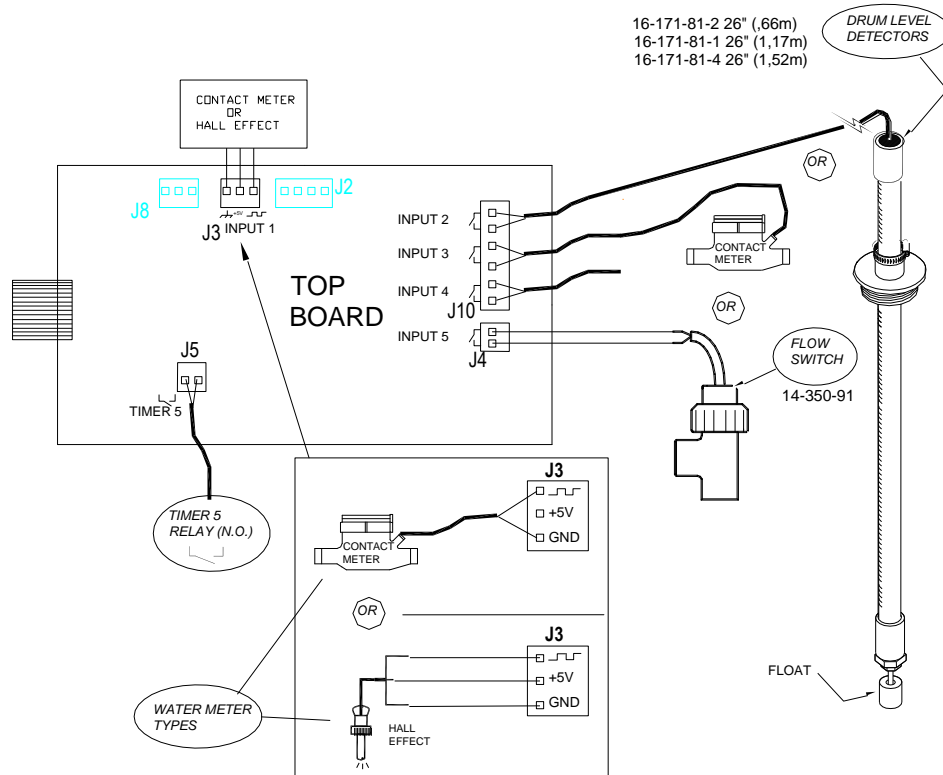 16-171-81-2 26" (,66m)
16-171-81-1 26" (1,17m)
16-171-81-4 26" (1,52m)
DRUM LEVEL
DETECTORS
CONTACT METER
OR
HALL EFFECT
J8
J2
+5V
J3 INPUT 1
TOP
BOARD
INPUT 2
INPUT 3
INPUT 4
J10
INPUT 5
J4
OR
CONTACT
METER
OR
FLOW
SWITCH
14-350-91
J5
TIMER 5
TIMER 5
RELAY (N.O.)
J3
+5V
GND
CONTACT
METER
OR
J3
+5V
GND
HALL
EFFECT
WATER METER
TYPES
FLOAT